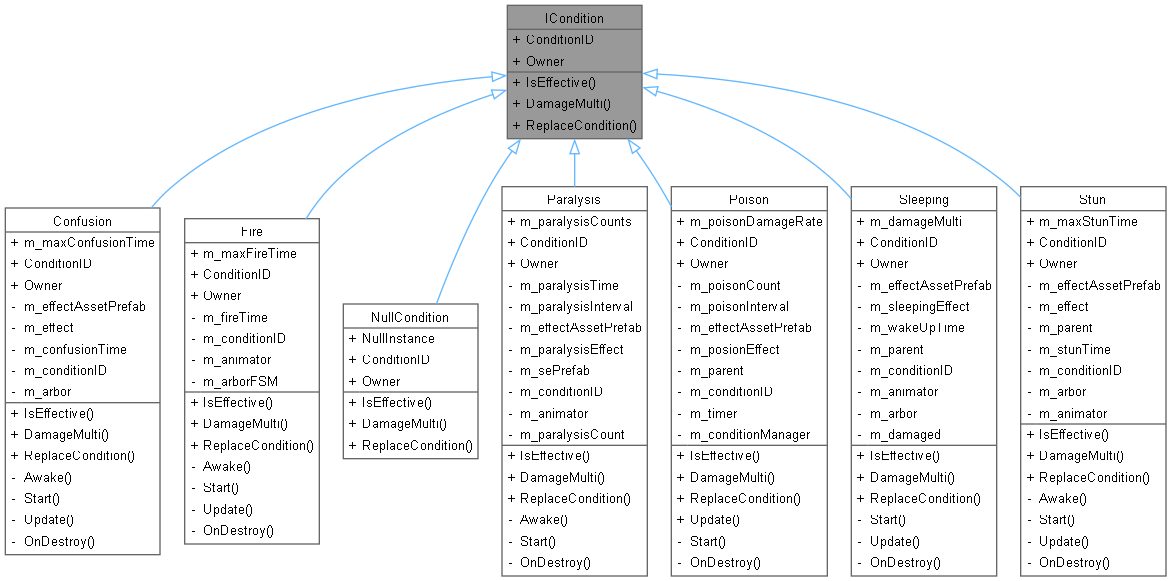 ICondition
+ ConditionID
+ Owner
+ IsEffective()
+ DamageMulti()
+ ReplaceCondition()
Confusion
+ m_maxConfusionTime
+ ConditionID
+ Owner
- m_effectAssetPrefab
- m_effect
- m_confusionTime
- m_conditionID
- m_arbor
+ IsEffective()
+ DamageMulti()
+ ReplaceCondition()
- Awake()
- Start()
- Update()
- OnDestroy()
Fire
+ m_maxFireTime
+ ConditionID
+ Owner
- m_fireTime
- m_conditionID
- m_animator
- m_arborFSM
+ IsEffective()
+ DamageMulti()
+ ReplaceCondition()
- Awake()
- Start()
- Update()
- OnDestroy()
NullCondition
+ NullInstance
+ ConditionID
+ Owner
+ IsEffective()
+ DamageMulti()
+ ReplaceCondition()
Paralysis
+ m_paralysisCounts
+ ConditionID
+ Owner
- m_paralysisTime
- m_paralysisInterval
- m_effectAssetPrefab
- m_paralysisEffect
- m_sePrefab
- m_conditionID
- m_animator
- m_paralysisCount
+ IsEffective()
+ DamageMulti()
+ ReplaceCondition()
- Awake()
- Start()
- OnDestroy()
Poison
+ m_poisonDamageRate
+ ConditionID
+ Owner
- m_poisonCount
- m_poisonInterval
- m_effectAssetPrefab
- m_posionEffect
- m_parent
- m_conditionID
- m_timer
- m_conditionManager
+ IsEffective()
+ DamageMulti()
+ ReplaceCondition()
+ Update()
- Start()
- OnDestroy()
Sleeping
+ m_damageMulti
+ ConditionID
+ Owner
- m_effectAssetPrefab
- m_sleepingEffect
- m_wakeUpTime
- m_parent
- m_conditionID
- m_animator
- m_arbor
- m_damaged
+ IsEffective()
+ DamageMulti()
+ ReplaceCondition()
- Start()
- Update()
- OnDestroy()
Stun
+ m_maxStunTime
+ ConditionID
+ Owner
- m_effectAssetPrefab
- m_effect
- m_parent
- m_stunTime
- m_conditionID
- m_arbor
- m_animator
+ IsEffective()
+ DamageMulti()
+ ReplaceCondition()
- Awake()
- Start()
- Update()
- OnDestroy()